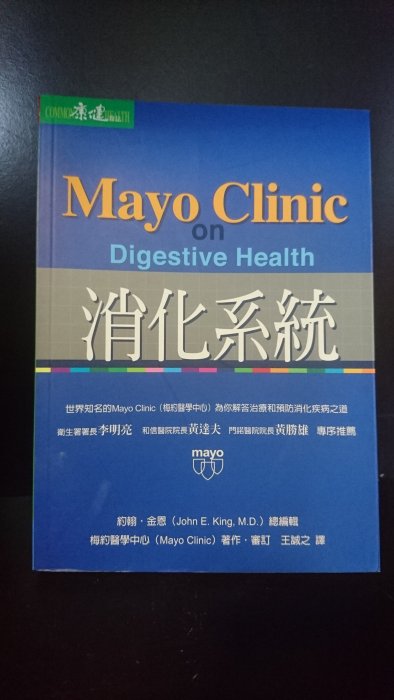 COMMON 康健 HEALTH
Mayo Clinic
on
Digestive Health
消化系統
世界知名的Mayo Clinic（梅約醫學中心）為你解答治療和預防消化疾病之道
衛生署署長李明亮 和信醫院院長黃達夫 門諾醫院院長黃勝雄 專序推薦
mayo
約翰・金恩（John E. King, M.D.）總編輯
梅約醫學中心（Mayo Clinic）著作・審訂 王誠之 譯